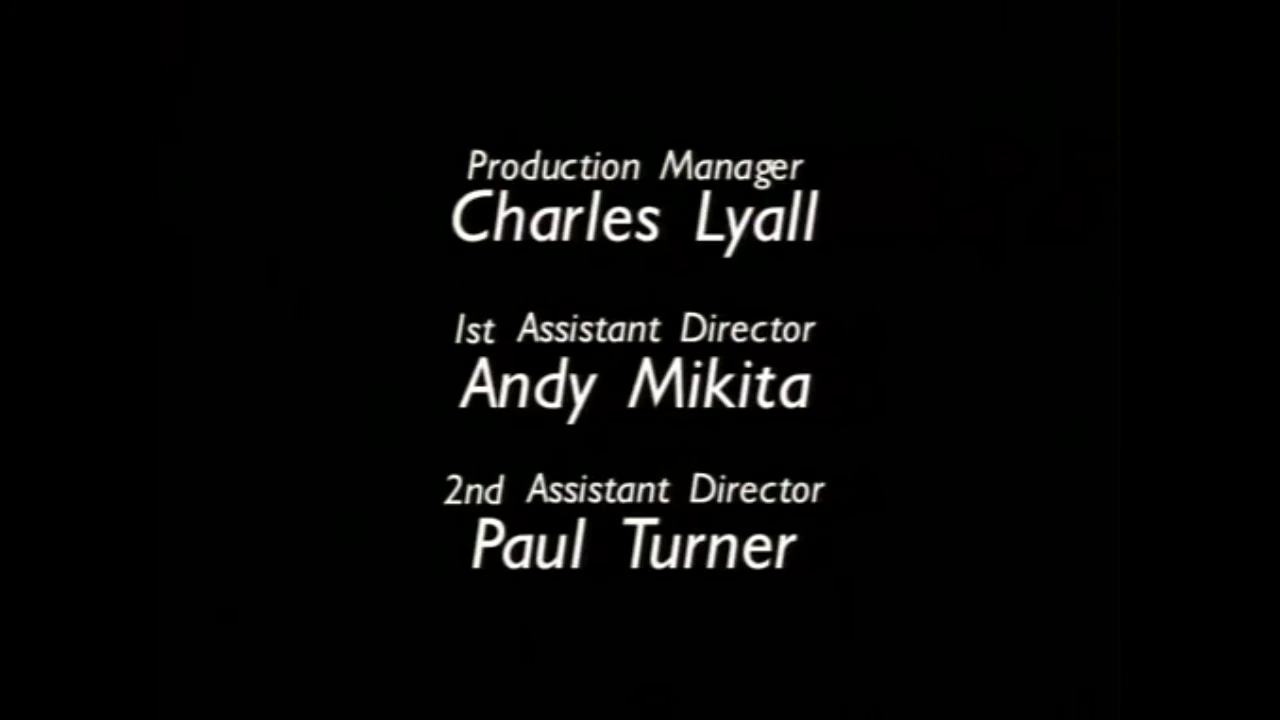 Production Manager
Charles Lyall
1st Assistant Director
Andy Mikita
2nd Assistant Director
Paul Turner